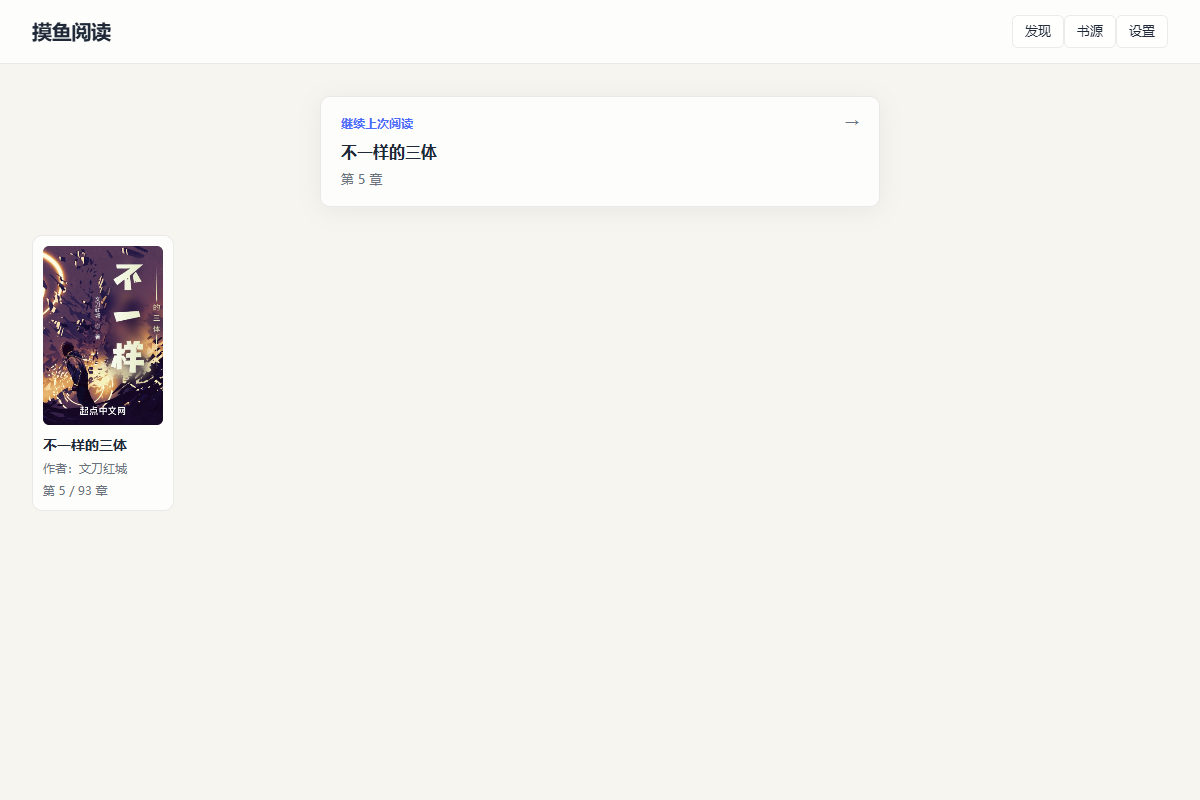 摸鱼阅读
发现
书源
设置
继续上次阅读
→
不一样的三体
第 5 章
不一样
的三体
起点中文网
不一样的三体
作者：文刀红城
第 5 / 93 章